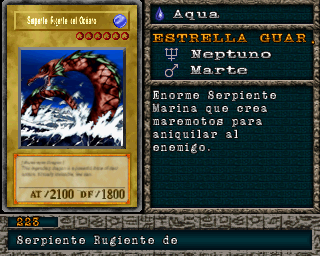 Serpiente Rugiente del Océano
AT/2100 DF/1800
Aqua
ESTRELLA GUAR.
Neptuno
Marte
Enorme Serpiente
Marina que crea
maremotos para
aniquilar al
enemigo.
223
Serpiente Rugiente de